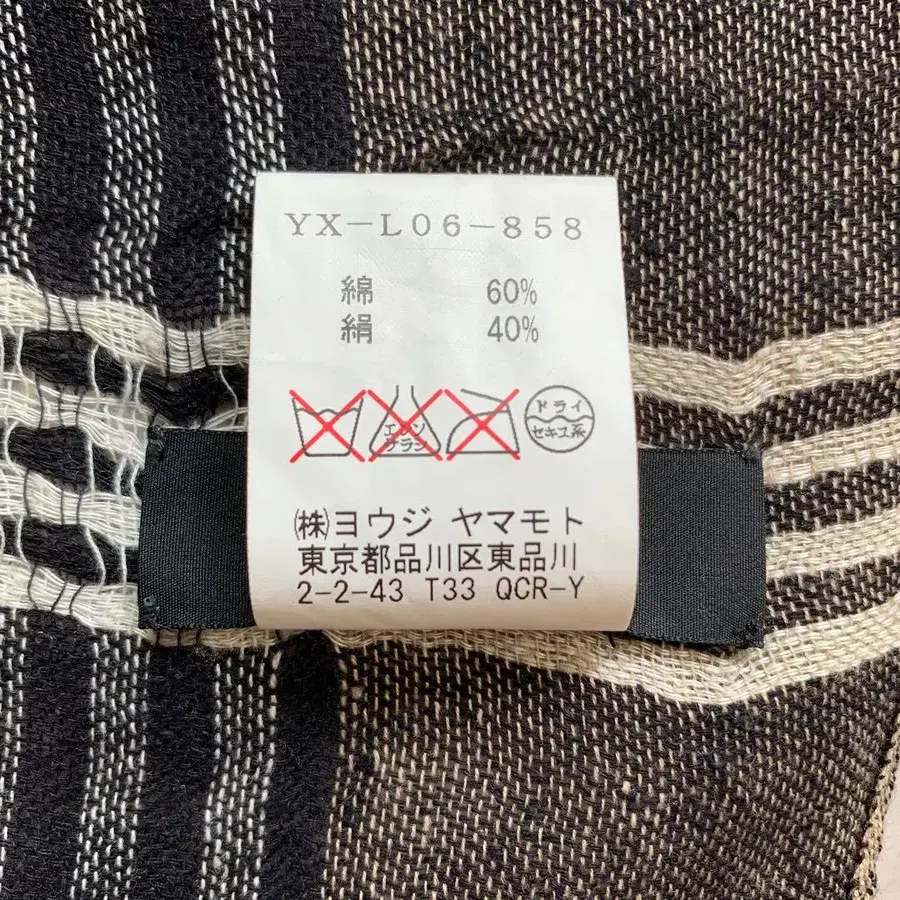 YX-L06-858
綿 60%
絹 40%
エンソ サラシ
ドライ
セキユ系
㈱ヨウジ ヤマモト
東京都品川区東品川
2-2-43 T33 QCR-Y